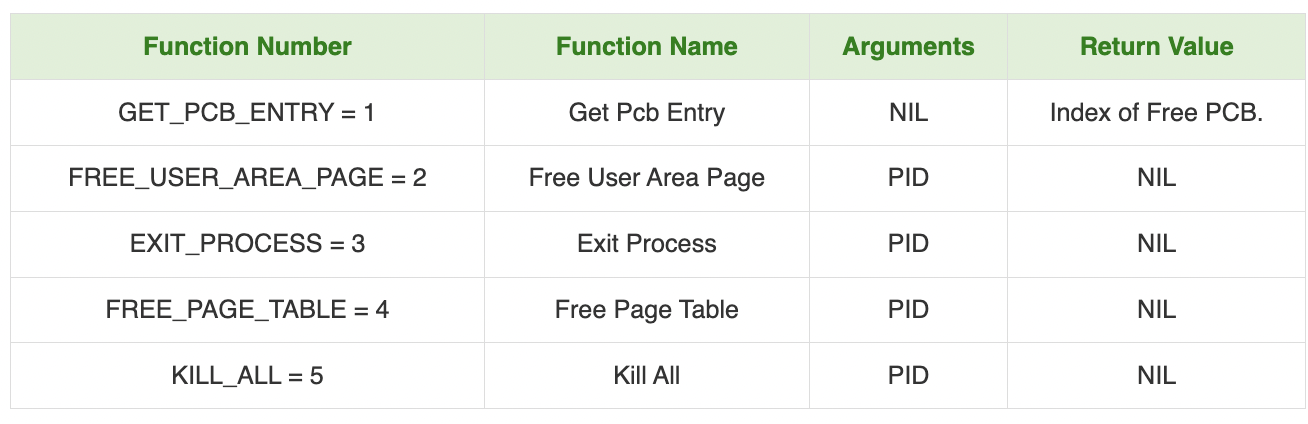 Function Number Function Name Arguments Return Value
GET_PCB_ENTRY = 1 Get Pcb Entry NIL Index of Free PCB.
FREE_USER_AREA_PAGE = 2 Free User Area Page PID NIL
EXIT_PROCESS = 3 Exit Process PID NIL
FREE_PAGE_TABLE = 4 Free Page Table PID NIL
KILL_ALL = 5 Kill All PID NIL